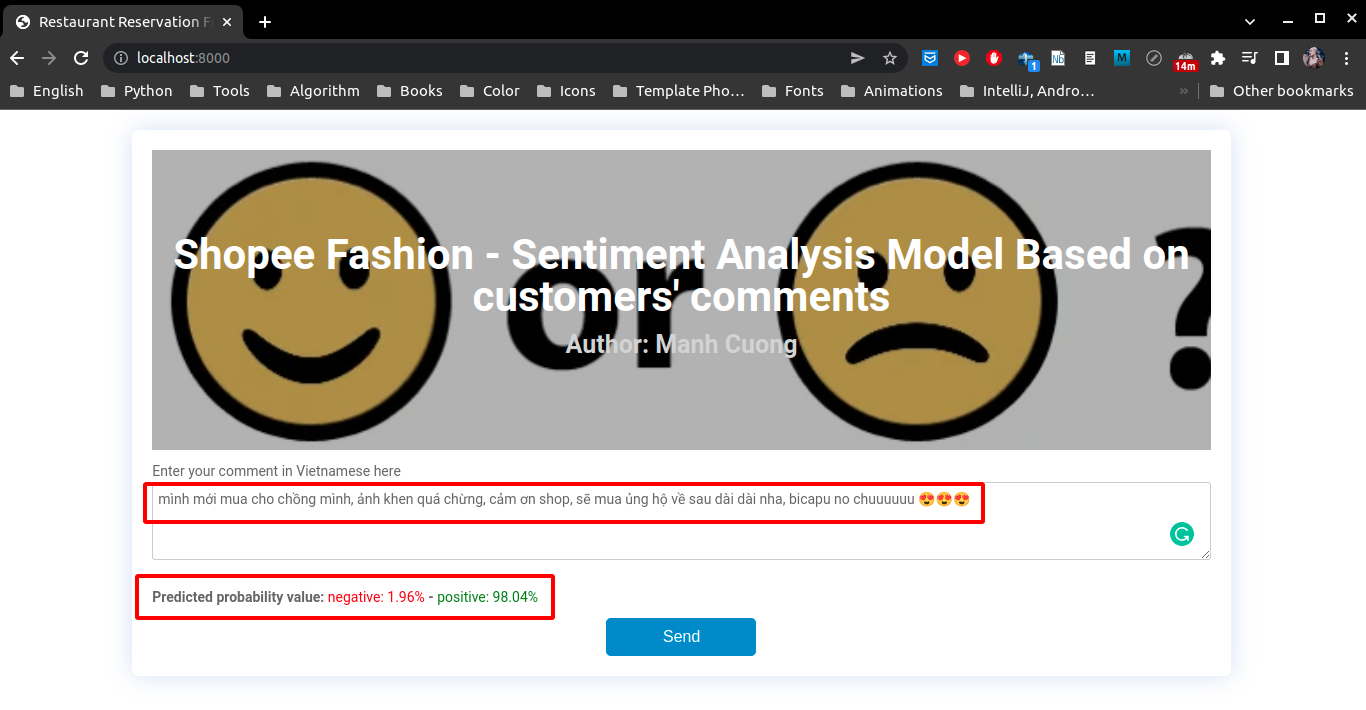 Restaurant Reservation F
localhost:8000
1
Nb
M
14m
English Python Tools Algorithm Books Color Icons Template Pho… Fonts Animations IntelliJ, Andro… » Other bookmarks
or ?
Shopee Fashion - Sentiment Analysis Model Based on
customers' comments
Author: Manh Cuong
Enter your comment in Vietnamese here
mình mới mua cho chồng mình, ảnh khen quá chừng, cảm ơn shop, sẽ mua ủng hộ về sau dài dài nha, bicapu no chuuuuuu 😍😍😍
Predicted probability value: negative: 1.96% - positive: 98.04%
Send